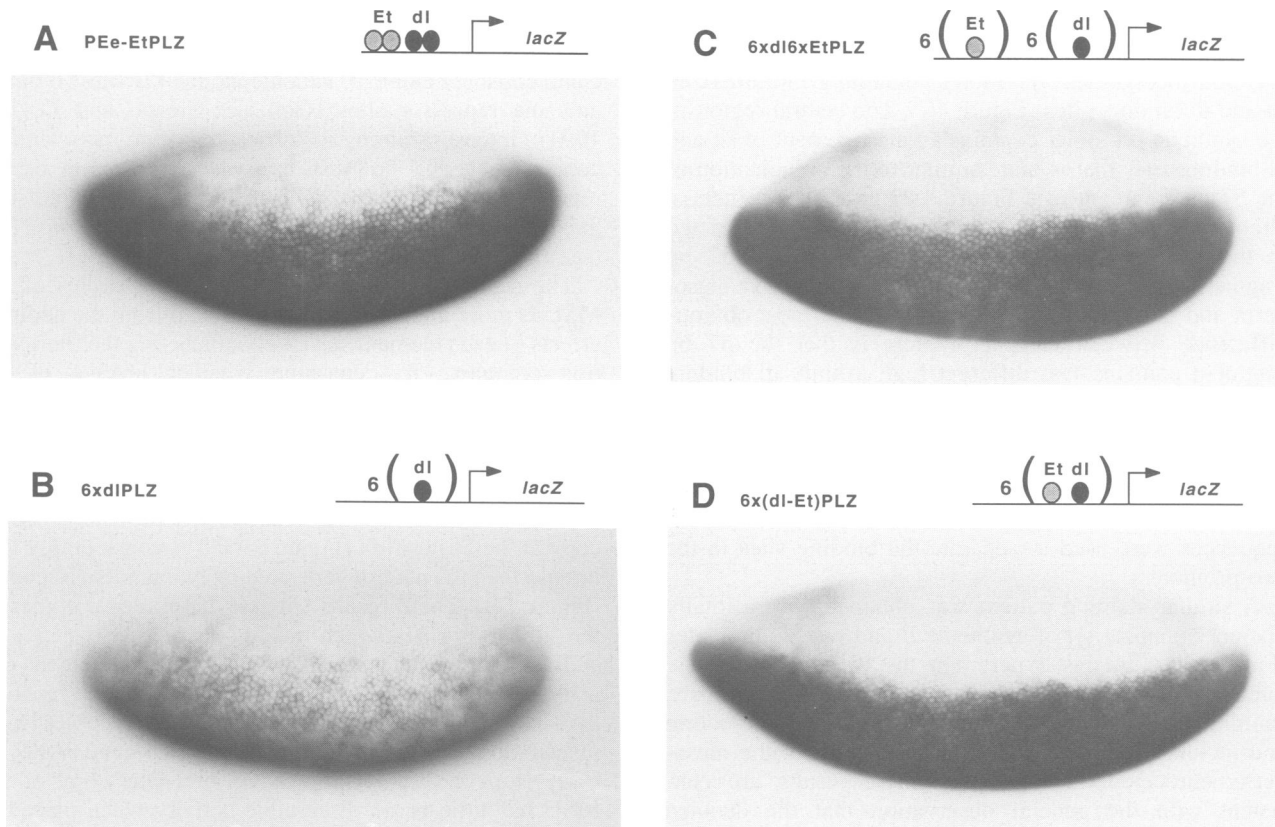 A PEe-EtPLZ Et dl lacZ
C 6xdl6xEtPLZ 6 ( Et ) 6 ( dl ) lacZ
B 6xdlPLZ 6 ( dl ) lacZ
D 6x(dl-Et)PLZ 6 ( Et dl ) lacZ